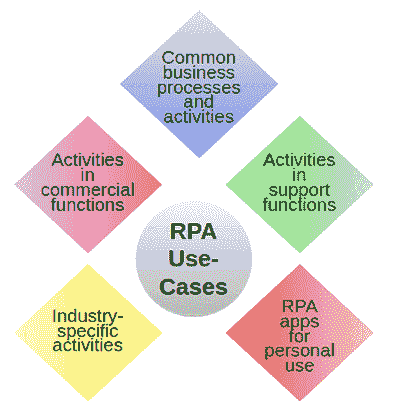 Common
business
processes
and
activities
Activities
in
commercial
functions
Activities
in
support
functions
RPA
Use-
Cases
Industry-
specific
activities
RPA
apps
for
personal
use